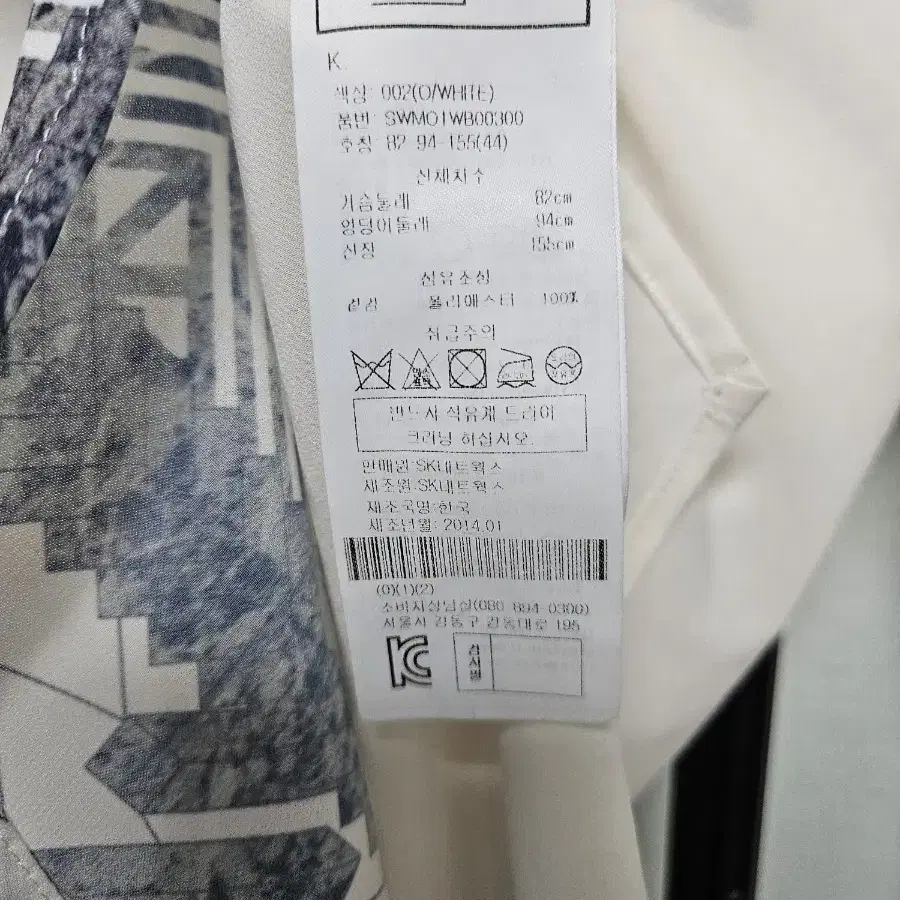 K.
색상: 002(O/WHITE)
품번: SWMO1WB00300
호칭: 82-94-155(44)
신체치수
가슴둘레 82cm
엉덩이둘레 94cm
신장 155cm
섬유조성
겉감 폴리에스터 100%
취급주의
반드시 석유계 드라이
크리닝 하십시오.
판매원:SK네트웍스
제조원:SK네트웍스
제조국명:한국
제조년월: 2014.01
(0)(1)(2)
소비자상담실(080-894-0300)
서울시 강동구 길동대로 195
KC
검사필